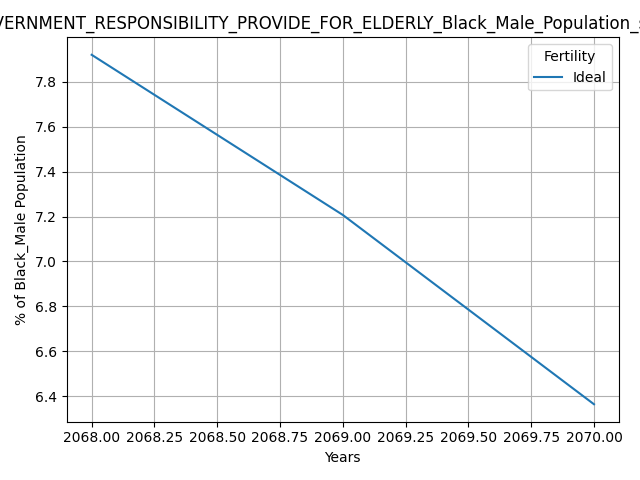 VERNMENT_RESPONSIBILITY_PROVIDE_FOR_ELDERLY_Black_Male_Population_
Fertility
Ideal
% of Black_Male Population
7.8
7.6
7.4
7.2
7.0
6.8
6.6
6.4
2068.00 2068.25 2068.50 2068.75 2069.00 2069.25 2069.50 2069.75 2070.00
Years